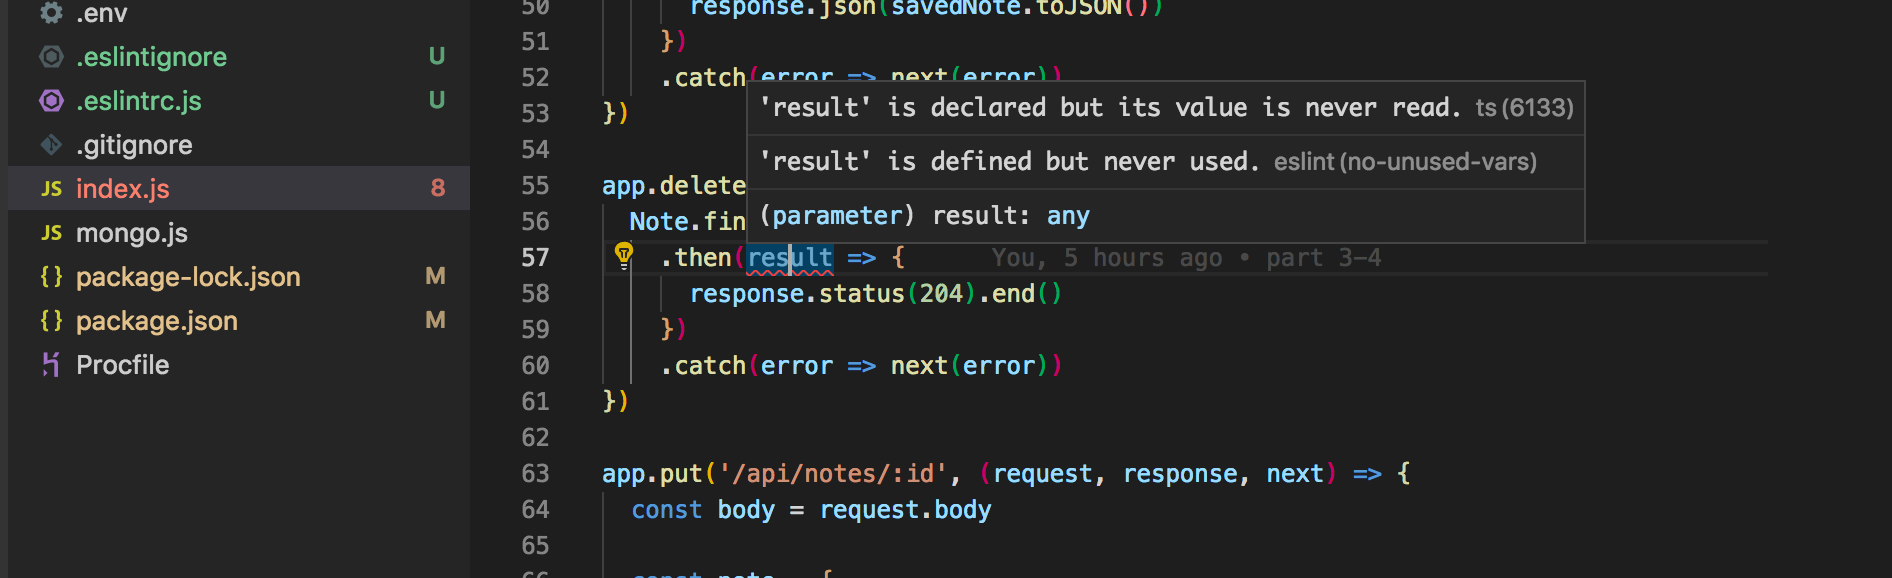 .env
.eslintignore U
.eslintrc.js U
.gitignore
JS index.js 8
JS mongo.js
{} package-lock.json M
{} package.json M
Procfile
50 response.json(savedNote.toJSON())
51 })
52 .catch(error => next(error))
53 })
54
55 app.delete
56 Note.fin
57 .then(result => { You, 5 hours ago • part 3-4
58 response.status(204).end()
59 })
60 .catch(error => next(error))
61 })
62
63 app.put('/api/notes/:id', (request, response, next) => {
64 const body = request.body
65
66 const note = {
'result' is declared but its value is never read. ts(6133)
'result' is defined but never used. eslint(no-unused-vars)
(parameter) result: any